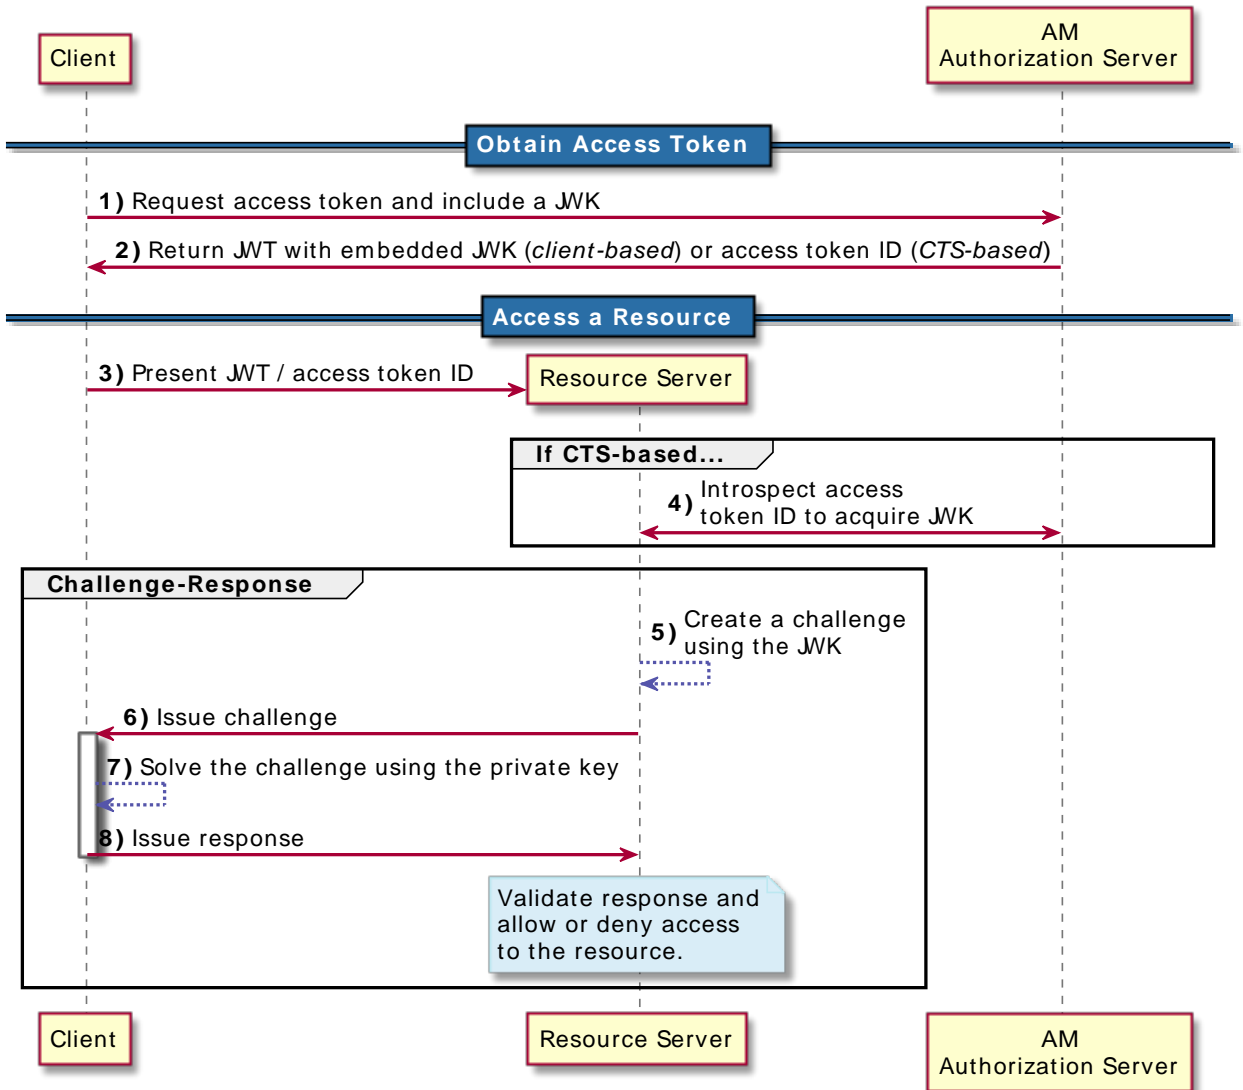 Client
AM
Authorization Server
Obtain Access Token
1) Request access token and include a JWK
2) Return JWT with embedded JWK (client-based) or access token ID (CTS-based)
Access a Resource
3) Present JWT / access token ID
Resource Server
If CTS-based...
4) Introspect access
token ID to acquire JWK
Challenge-Response
5) Create a challenge
using the JWK
6) Issue challenge
7) Solve the challenge using the private key
8) Issue response
Validate response and
allow or deny access
to the resource.
Client
Resource Server
AM
Authorization Server